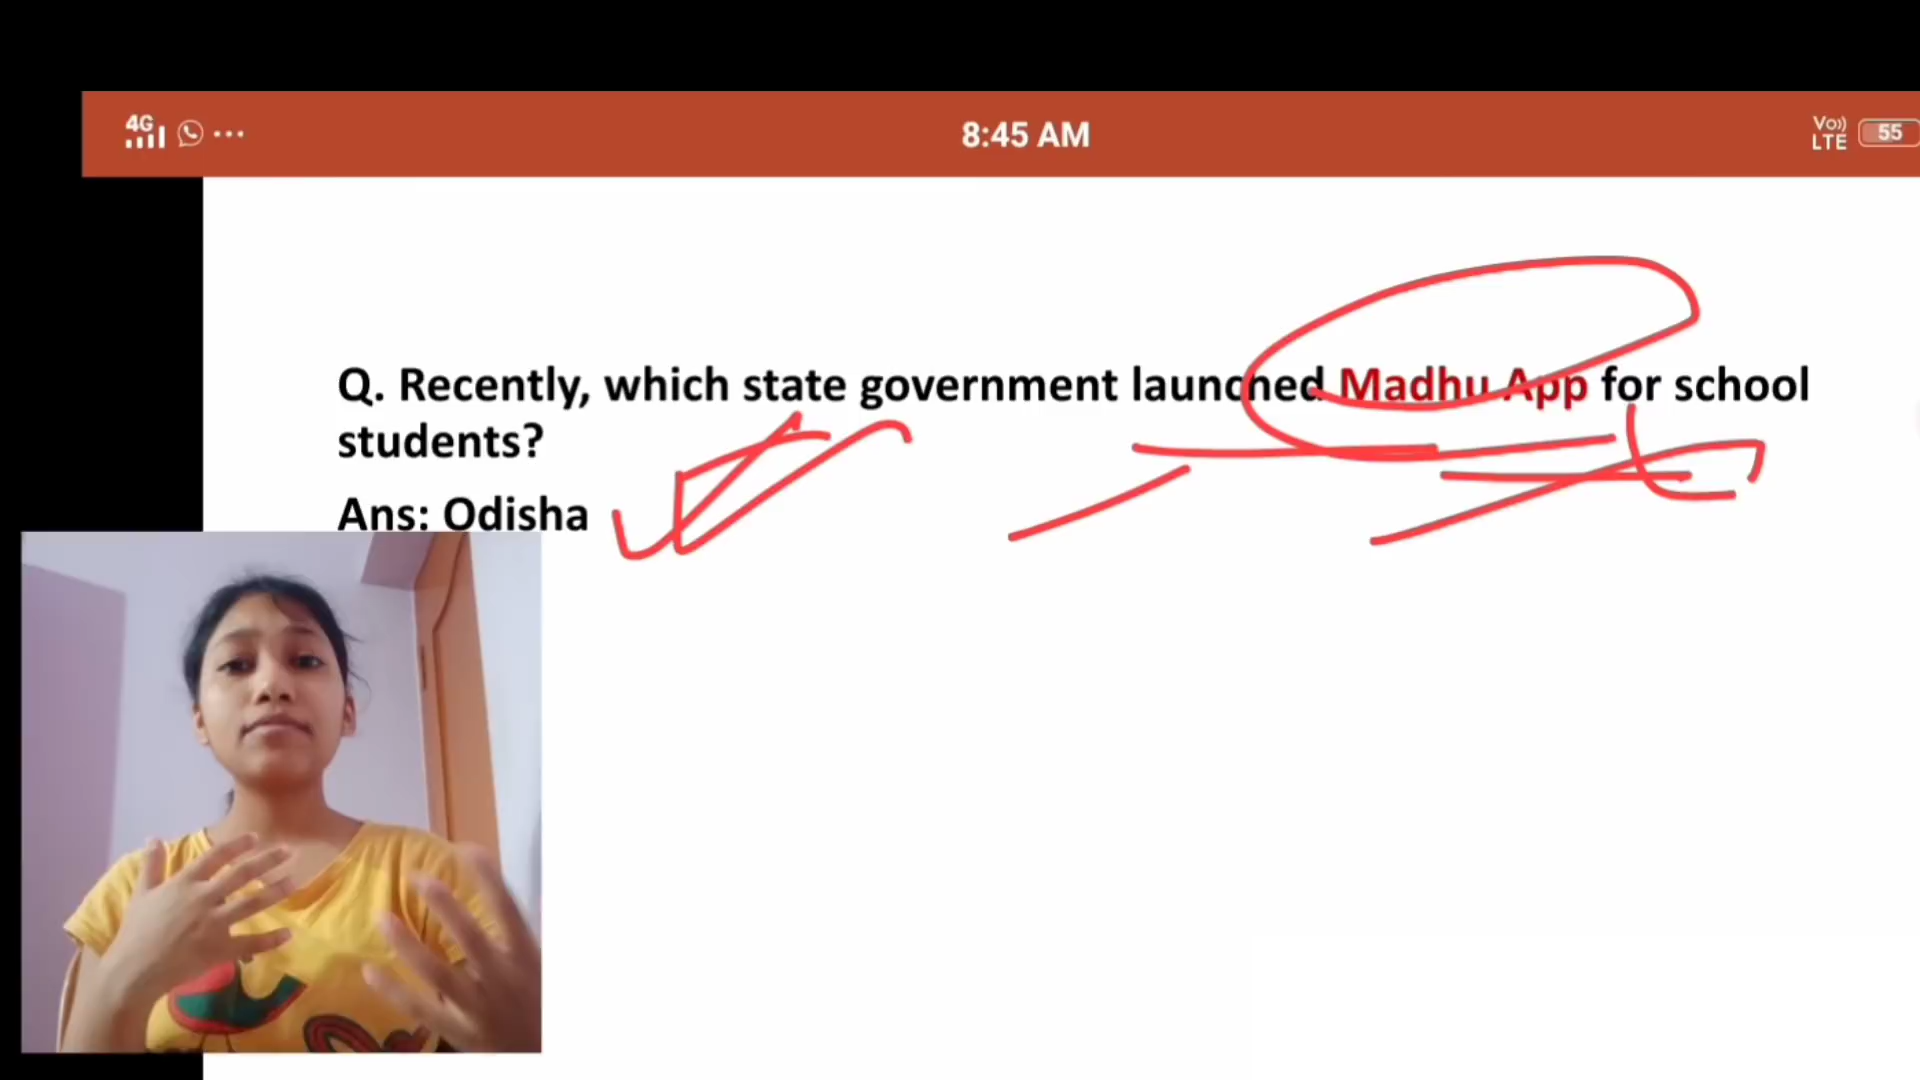 4G
8:45 AM
Vo))
LTE
55
Q. Recently, which state government launched Madhu App for school
students?
Ans: Odisha